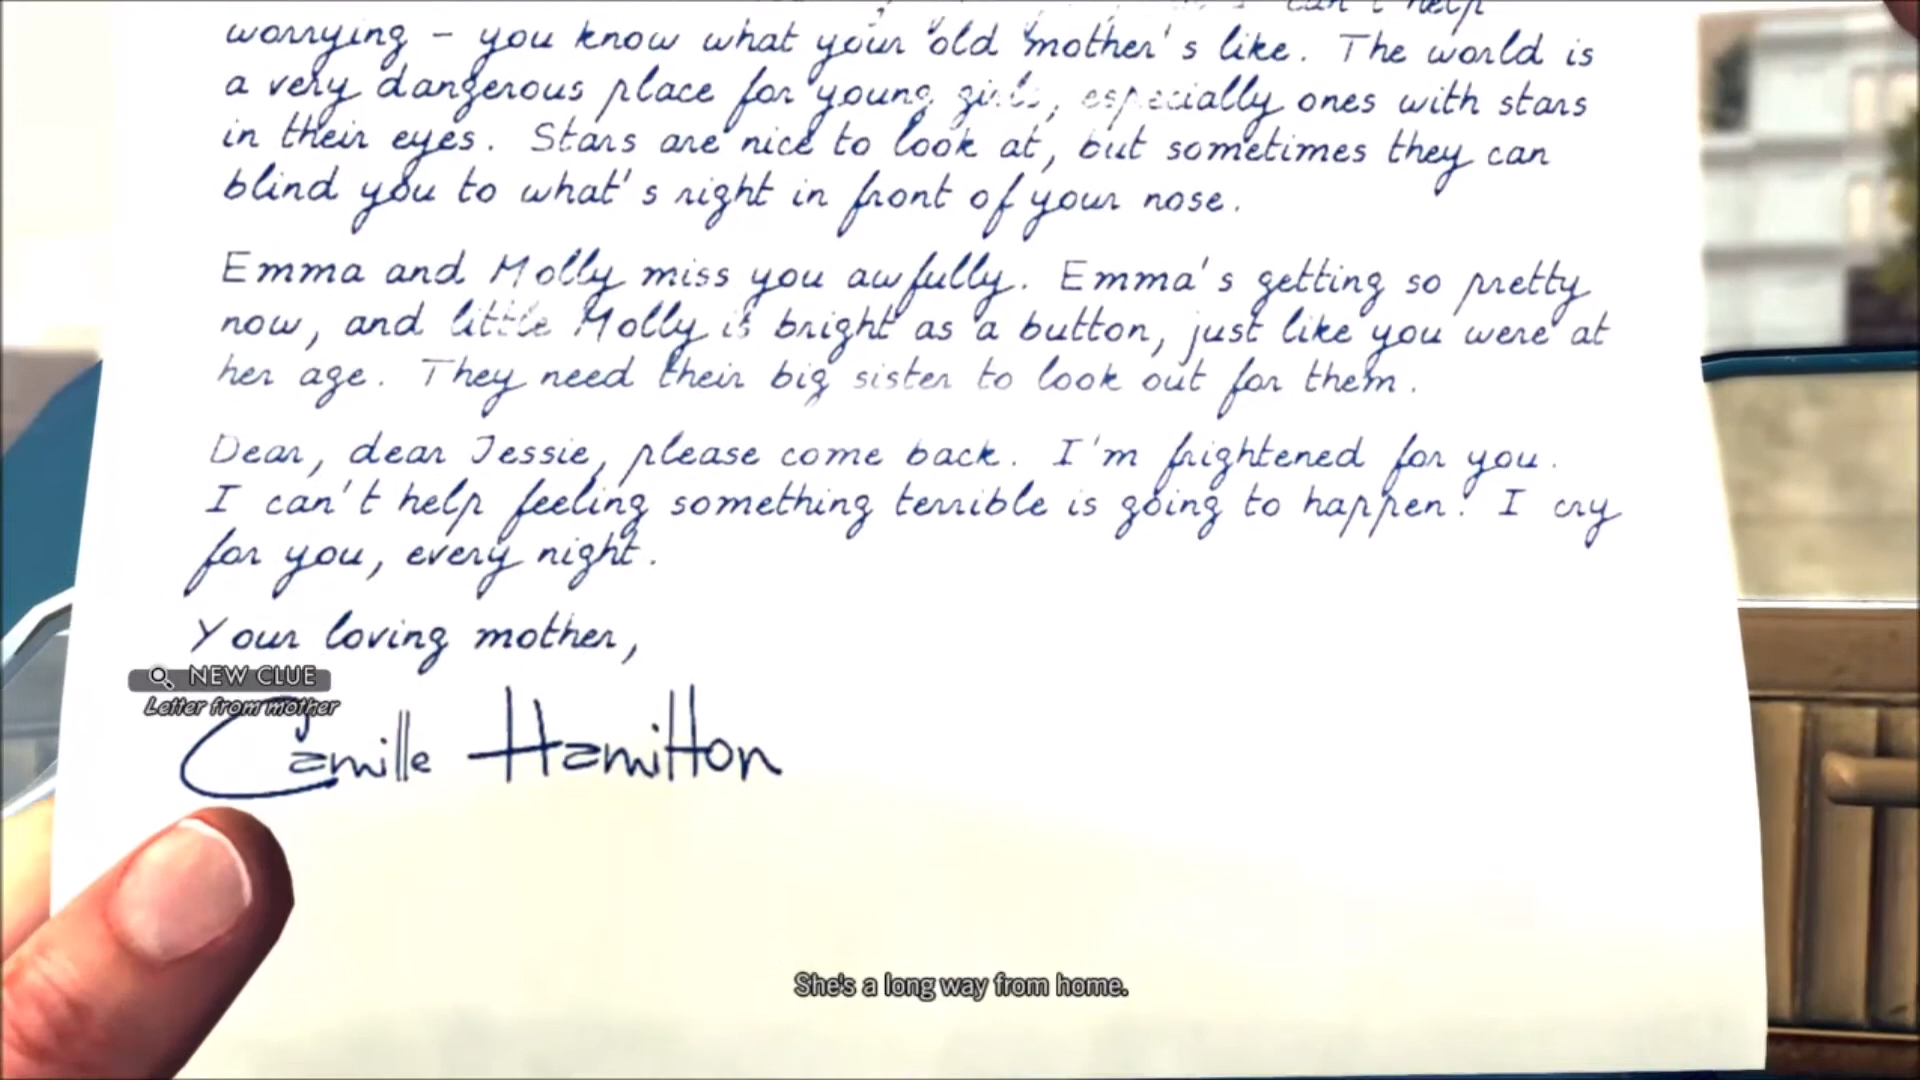 can't help
worrying - you know what your old mother's like. The world is
a very dangerous place for young girls, especially ones with stars
in their eyes. Stars are nice to look at, but sometimes they can
blind you to what's right in front of your nose.
Emma and Molly miss you awfully. Emma's getting so pretty
now, and little Molly is bright as a button, just like you were at
her age. They need their big sister to look out for them.
Dear, dear Jessie, please come back. I'm frightened for you.
I can't help feeling something terrible is going to happen. I cry
for you, every night.
Your loving mother,
NEW CLUE
Letter from mother
Camille Hamilton
She's a long way from home.